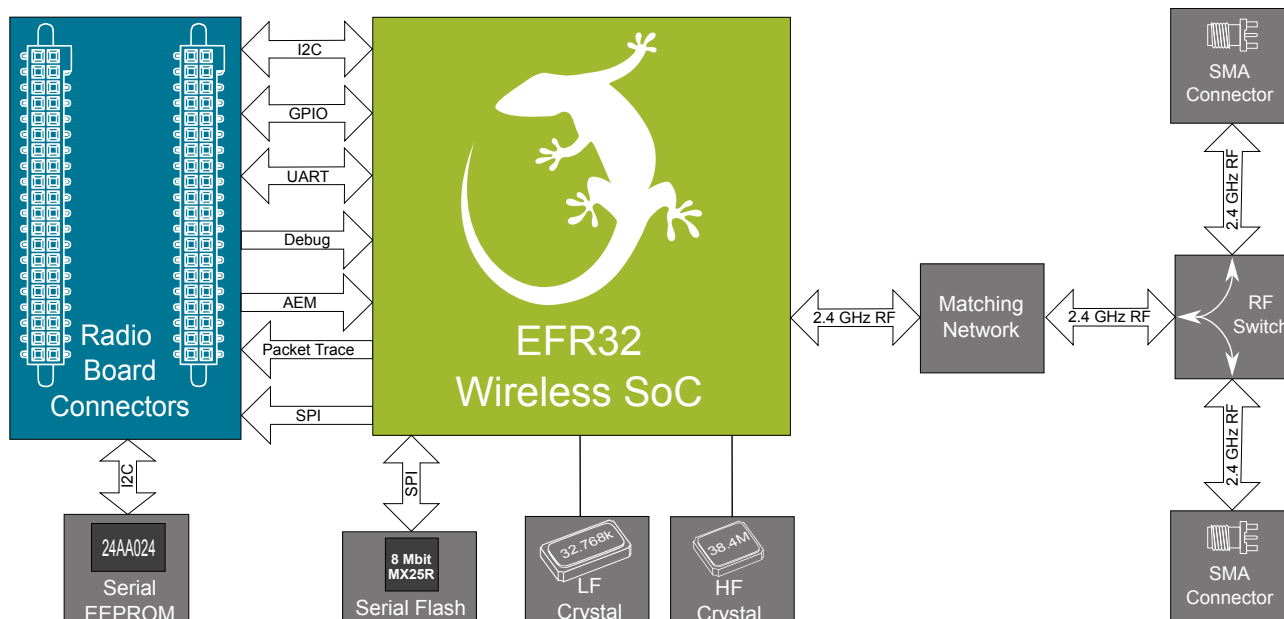 I2C
GPIO
UART
Debug
AEM
Packet Trace
SPI
Radio
Board
Connectors
EFR32
Wireless SoC
2.4 GHz RF
Matching
Network
2.4 GHz RF
RF
Switch
2.4 GHz RF
SMA
Connector
2.4 GHz RF
SMA
Connector
I2C
24AA024
Serial
EEPROM
SPI
8 Mbit
MX25R
Serial Flash
32.768k
LF
Crystal
38.4M
HF
Crystal